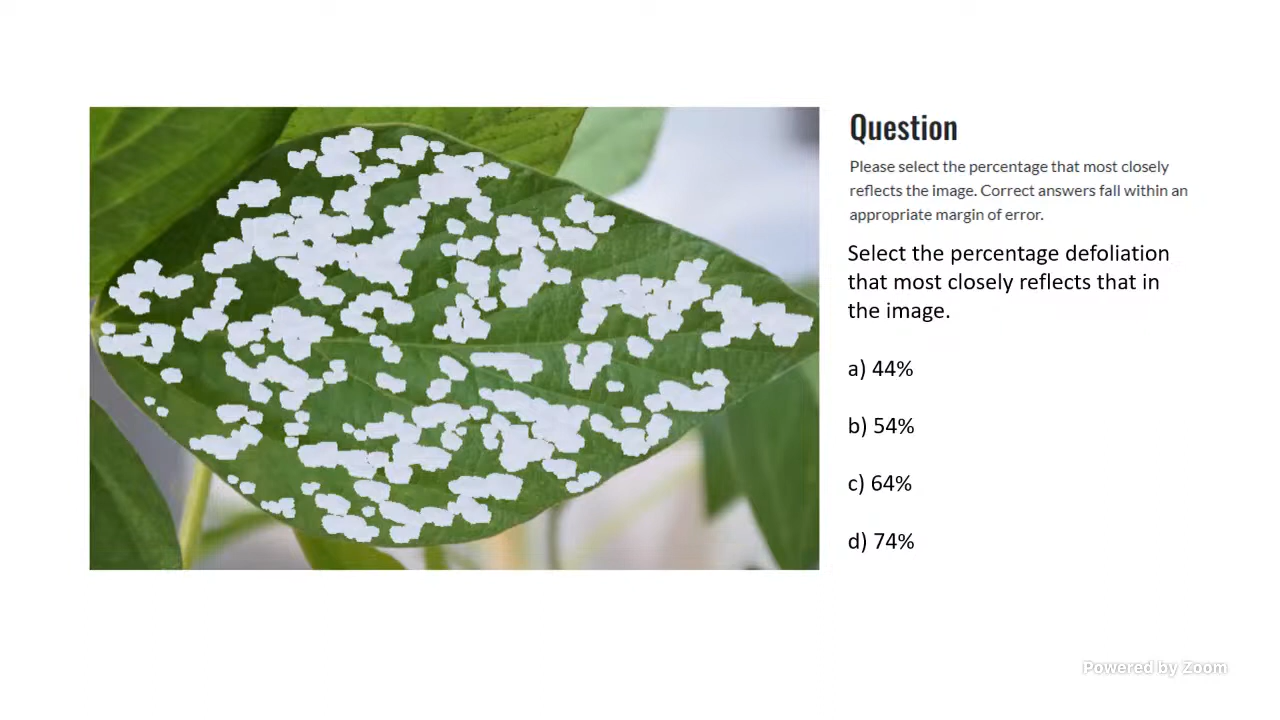 Question
Please select the percentage that most closely
reflects the image. Correct answers fall within an
appropriate margin of error.
Select the percentage defoliation
that most closely reflects that in
the image.
a) 44%
b) 54%
c) 64%
d) 74%
Powered by Zoom